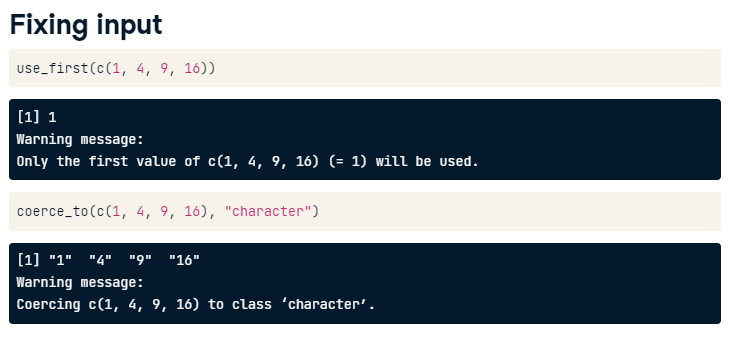 Fixing input
use_first(c(1, 4, 9, 16))
[1] 1
Warning message:
Only the first value of c(1, 4, 9, 16) (= 1) will be used.
coerce_to(c(1, 4, 9, 16), "character")
[1] "1"  "4"  "9"  "16"
Warning message:
Coercing c(1, 4, 9, 16) to class ‘character’.